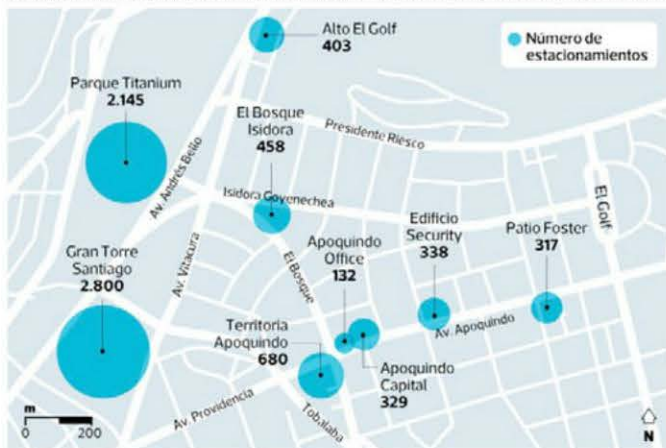 Alto El Golf
403
Número de
estacionamientos
Parque Titanium
2.145
El Bosque
Isidora
458
Presidente Riesco
Av. Andrés Bello
Isidora Goyenechea
El Golf
Av. Vitacura
Gran Torre
Santiago
2.800
El Bosque
Apoquindo
Office
132
Edificio
Security
338
Patio Foster
317
Territoria
Apoquindo
680
Av. Apoquindo
Apoquindo
Capital
329
Av. Providencia
Tobalaba
m
0 200
N